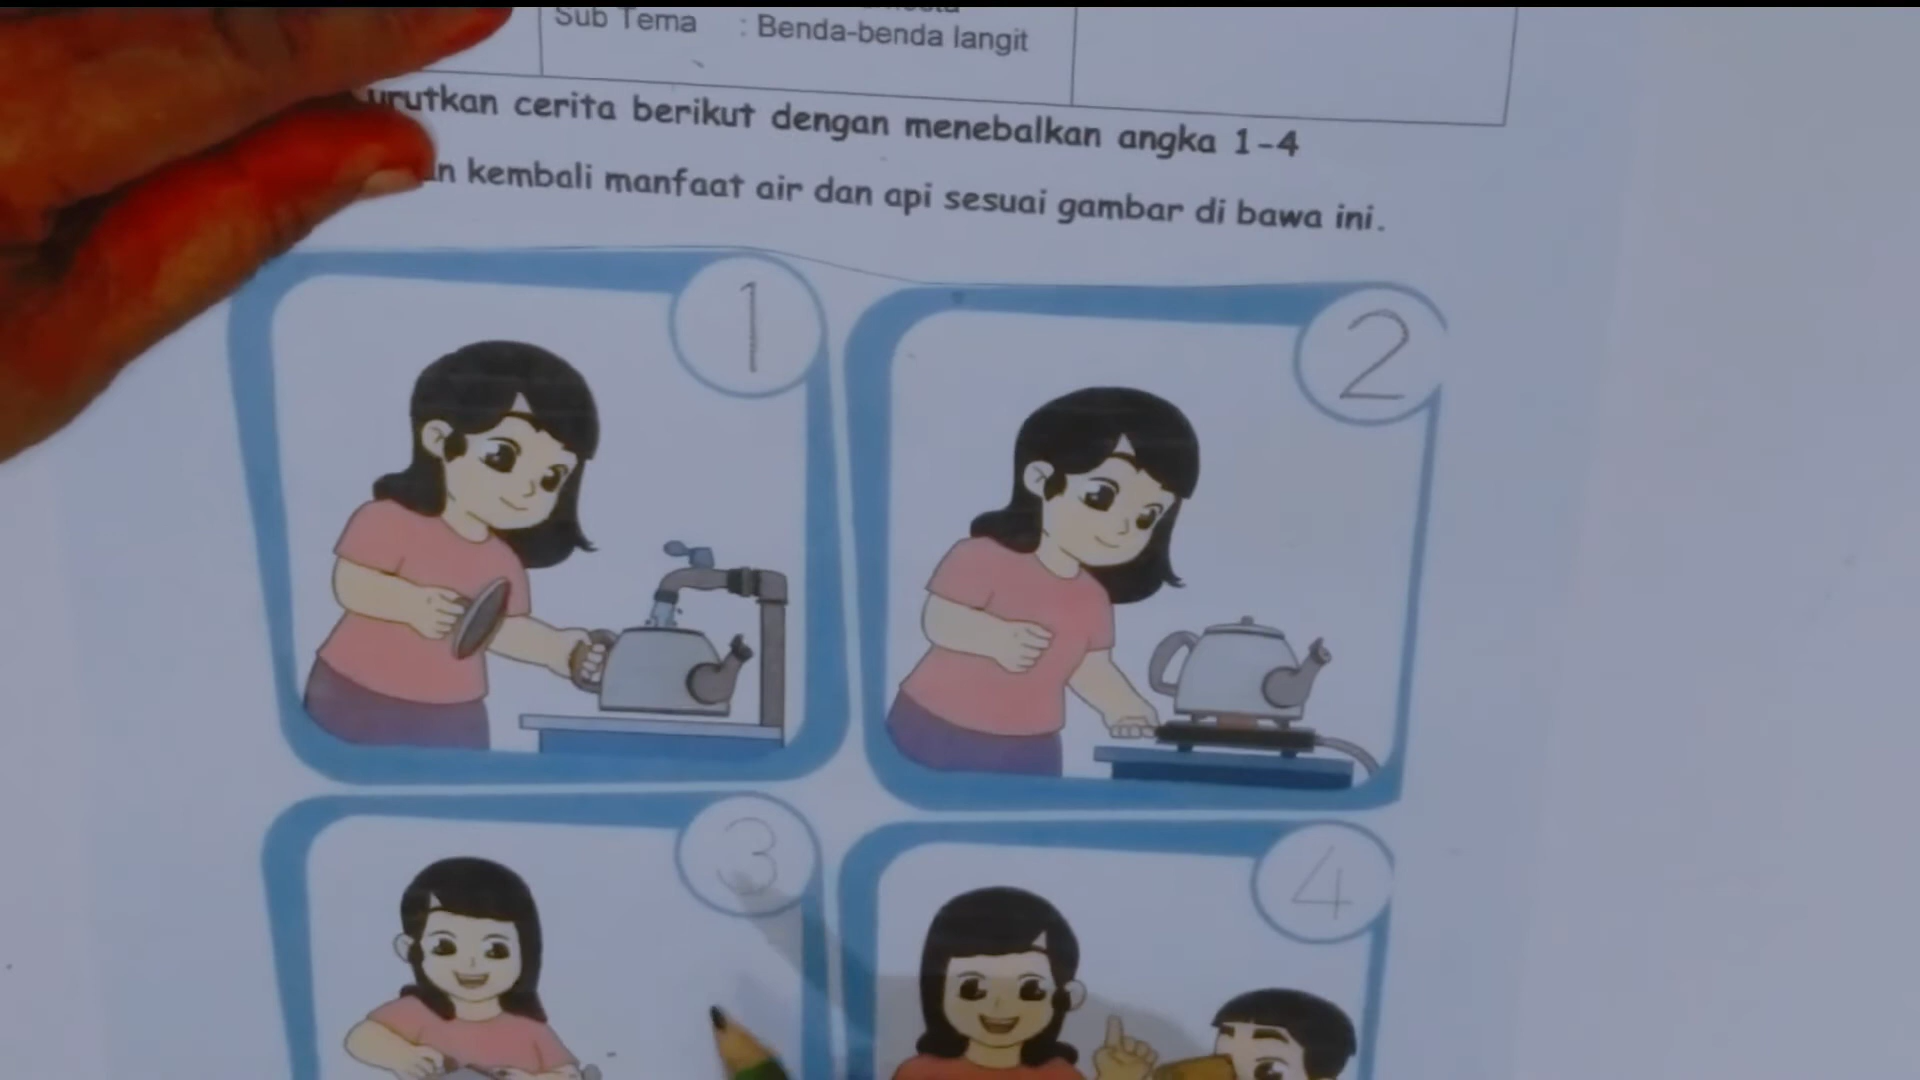 Sub Tema : Benda-benda langit
urutkan cerita berikut dengan menebalkan angka 1-4
kembali manfaat air dan api sesuai gambar di bawa ini.
1
2
3
4